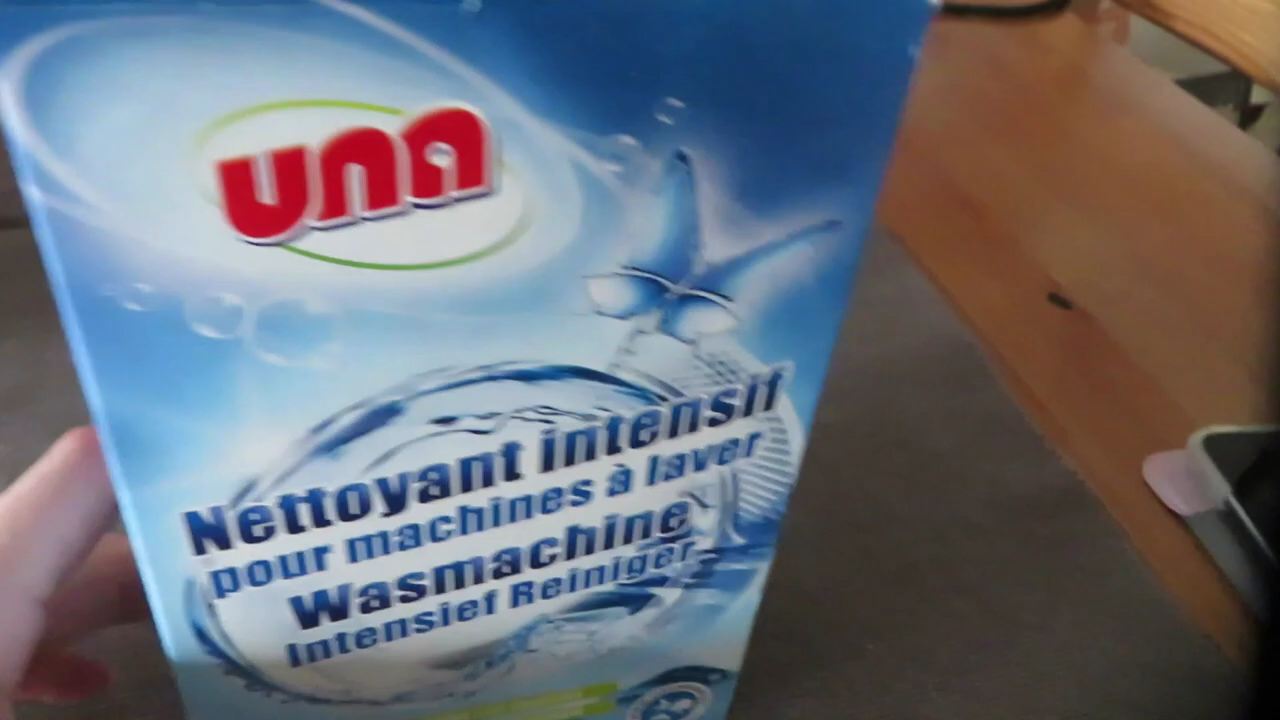 una
Nettoyant intensif
pour machines à laver
Wasmachine
Intensief Reiniger